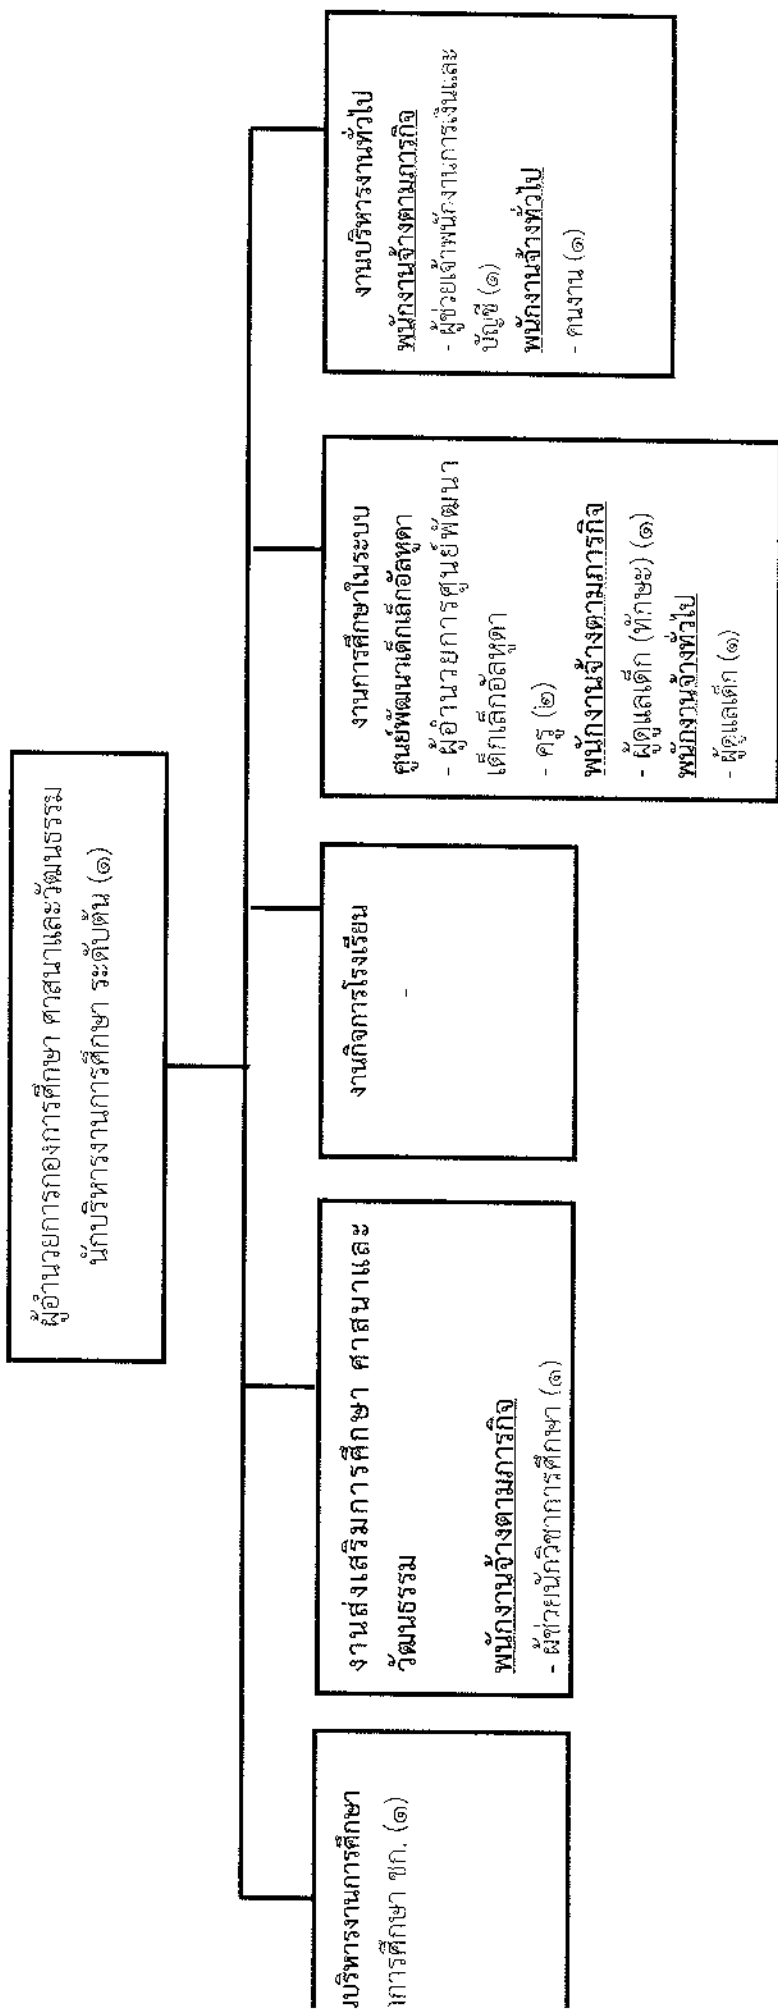 ผู้อำนวยการกองการศึกษา ศาสนาและวัฒนธรรม
นักบริหารงานการศึกษา ระดับต้น (๑)
นบริหารงานการศึกษา
าการศึกษา ชก. (๑)
งานส่งเสริมการศึกษา ศาสนาและ
วัฒนธรรม
พนักงานจ้างตามภารกิจ
- ผู้ช่วยนักวิชาการศึกษา (๑)
งานกิจการโรงเรียน
-
งานการศึกษาในระบบ
ศูนย์พัฒนาเด็กเล็กอัลหูดา
- ผู้อำนวยการศูนย์พัฒนา
เด็กเล็กอัลหูดา
- ครู (๒)
พนักงานจ้างตามภารกิจ
- ผู้ดูแลเด็ก (ทักษะ) (๑)
พนักงานจ้างทั่วไป
- ผู้ดูแลเด็ก (๑)
งานบริหารงานทั่วไป
พนักงานจ้างตามภารกิจ
- ผู้ช่วยเจ้าพนักงานการเงินและ
บัญชี (๑)
พนักงานจ้างทั่วไป
- คนงาน (๑)